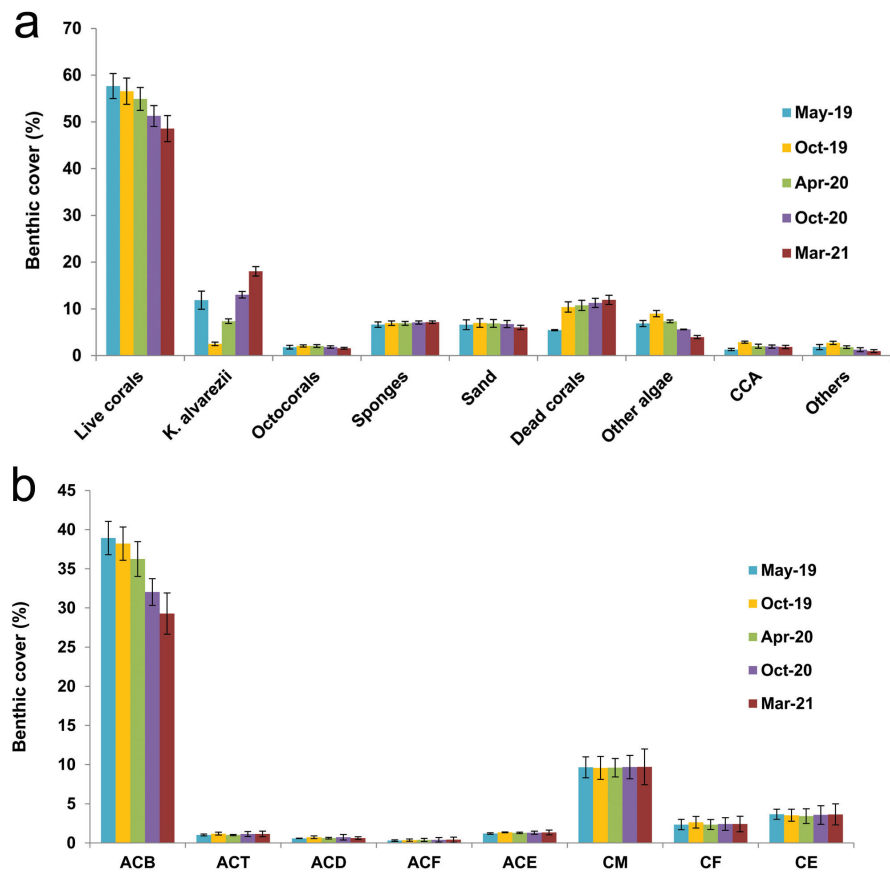 a
70
60
50
40
30
20
10
0
Benthic cover (%)
May-19
Oct-19
Apr-20
Oct-20
Mar-21
Live corals
K. alvarezii
Octocorals
Sponges
Sand
Dead corals
Other algae
CCA
Others
b
45
40
35
30
25
20
15
10
5
0
Benthic cover (%)
May-19
Oct-19
Apr-20
Oct-20
Mar-21
ACB ACT ACD ACF ACE CM CF CE